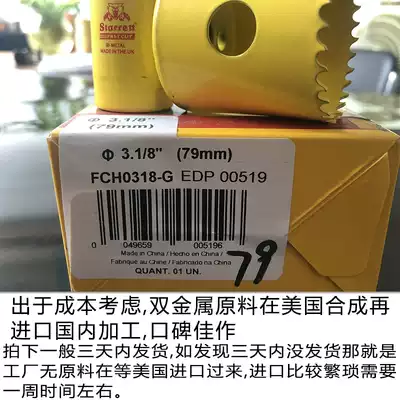 Starrett
BI-METAL
MADE IN THE UK
Φ 3.1/8" (79mm)
Φ 3.1/8" (79mm)
FCH0318-G EDP 00519
0 049659 005196
Made in China / Hecho en China /
Fabriqué au Chine / Fabricado na China
QUANT. 01 UN.
79
出于成本考虑,双金属原料在美国合成再
进口国内加工,口碑佳作
拍下一般三天内发货,如发现三天内没发货那就是
工厂无原料在等美国进口过来,进口比较繁琐需要
一周时间左右。